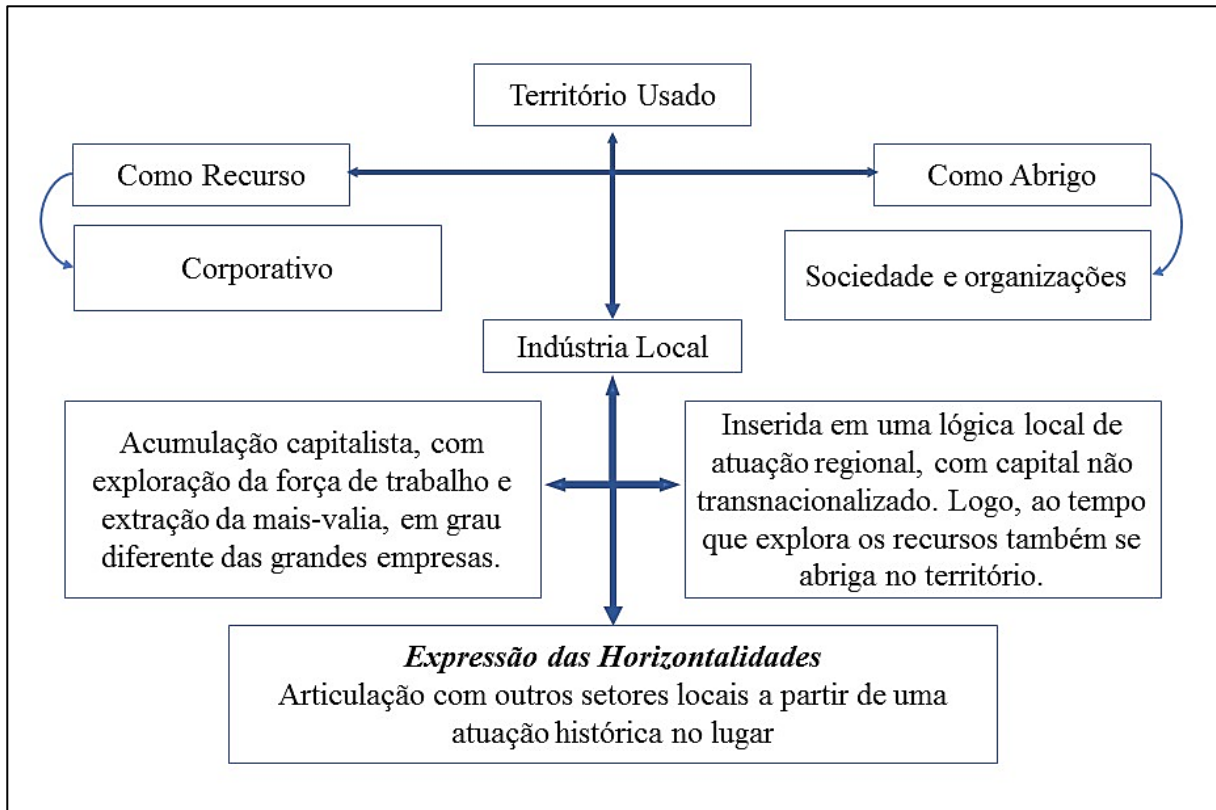 Território Usado
Como Recurso
Como Abrigo
Corporativo
Sociedade e organizações
Indústria Local
Acumulação capitalista, com
exploração da força de trabalho e
extração da mais-valia, em grau
diferente das grandes empresas.
Inserida em uma lógica local de
atuação regional, com capital não
transnacionalizado. Logo, ao tempo
que explora os recursos também se
abriga no território.
Expressão das Horizontalidades
Articulação com outros setores locais a partir de uma
atuação histórica no lugar